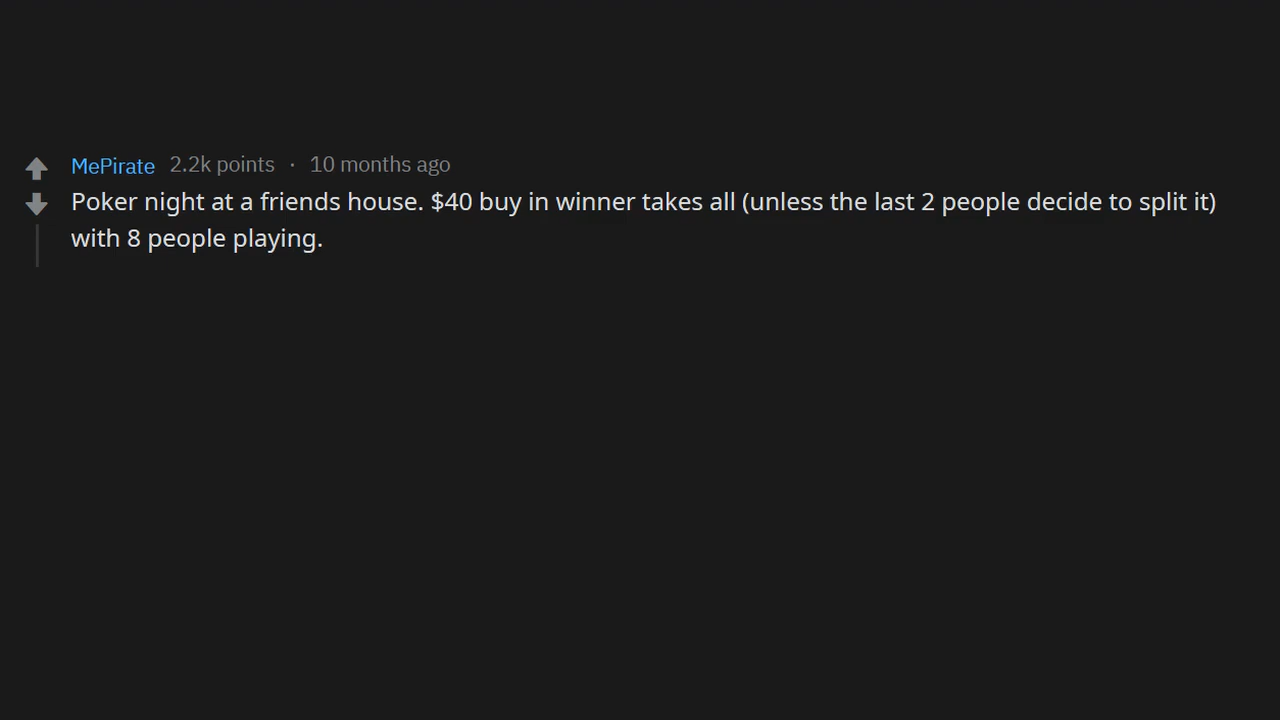 MePirate 2.2k points · 10 months ago
Poker night at a friends house. $40 buy in winner takes all (unless the last 2 people decide to split it)
with 8 people playing.